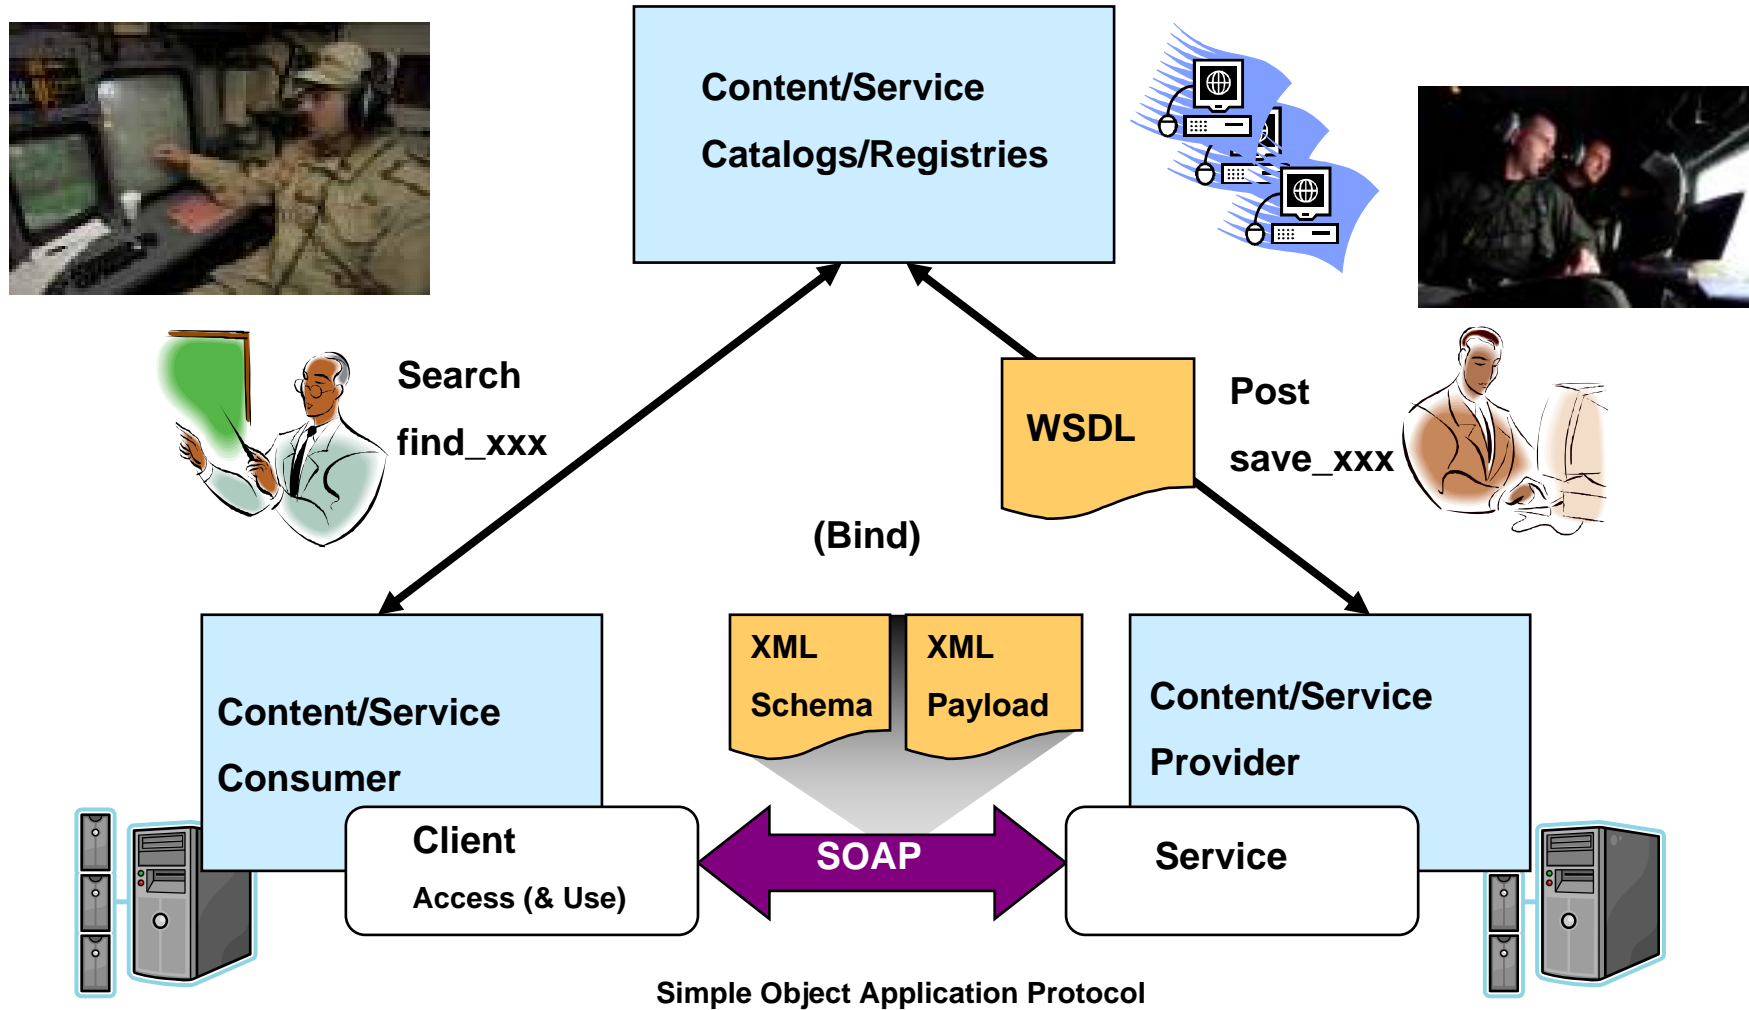 Content/Service
Catalogs/Registries
Search
find_xxx
WSDL
Post
save_xxx
(Bind)
XML
Schema
XML
Payload
Content/Service
Consumer
Content/Service
Provider
Client
Access (& Use)
SOAP
Service
Simple Object Application Protocol